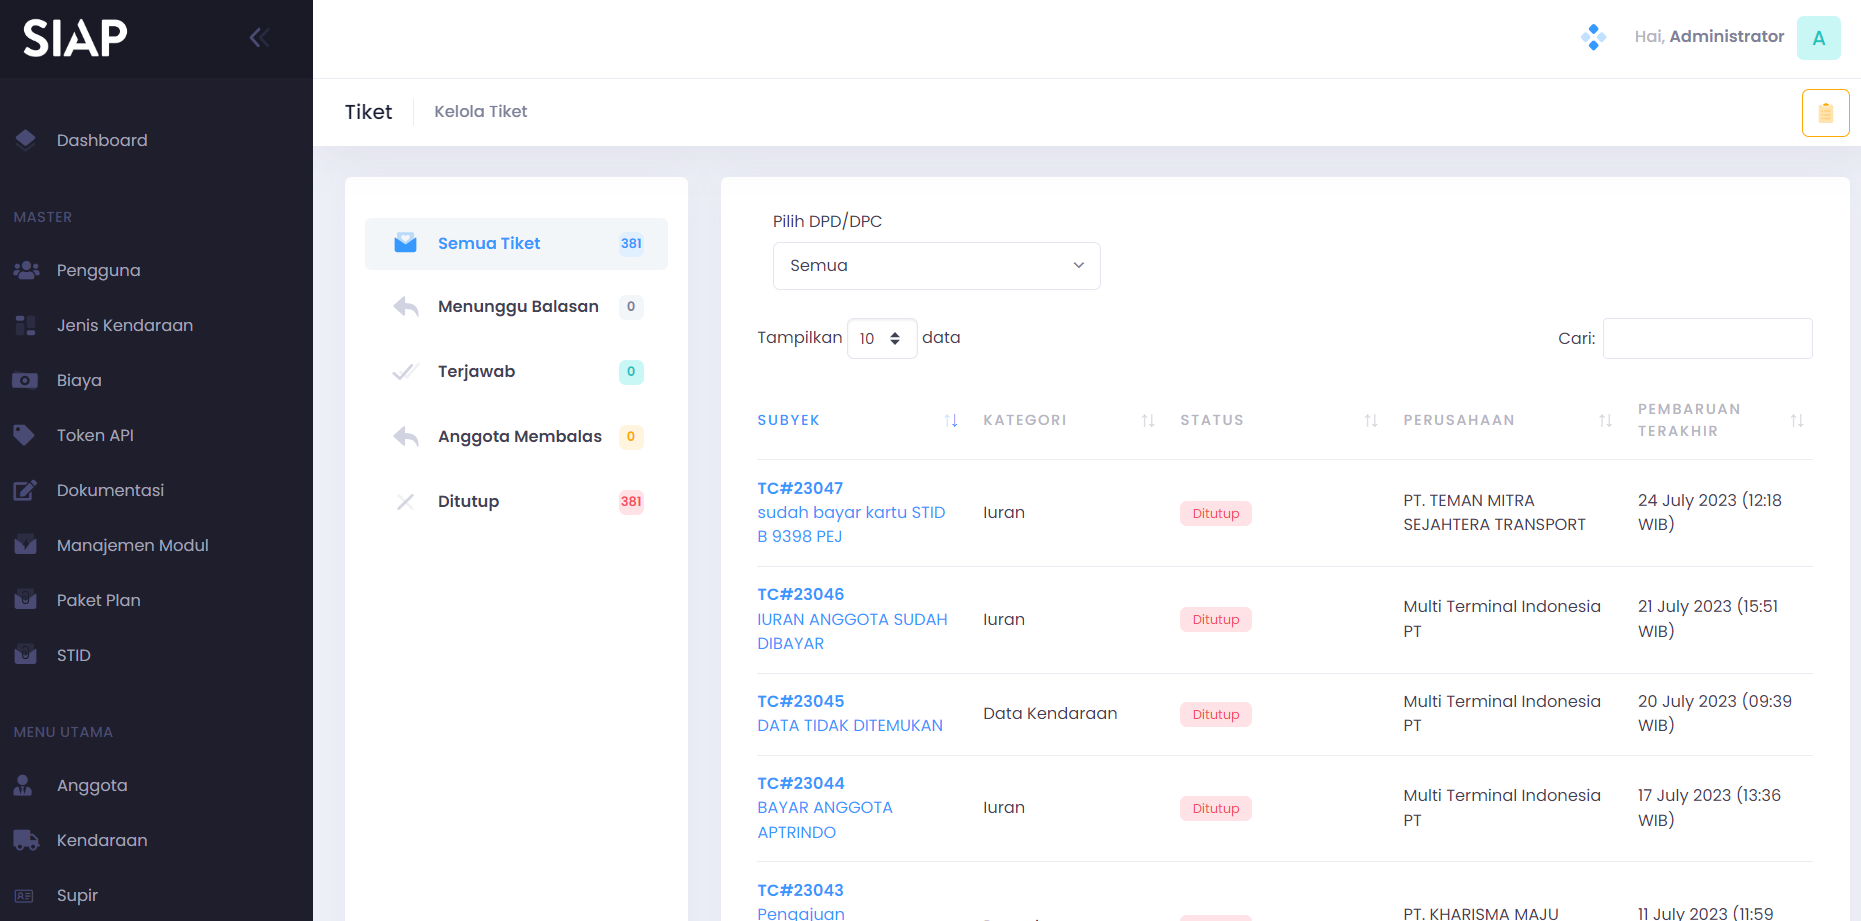 SIAP
Hai, Administrator
A
Tiket
Kelola Tiket
Dashboard
MASTER
Pengguna
Jenis Kendaraan
Biaya
Token API
Dokumentasi
Manajemen Modul
Paket Plan
STID
MENU UTAMA
Anggota
Kendaraan
Supir
Semua Tiket 381
Menunggu Balasan 0
Terjawab 0
Anggota Membalas 0
Ditutup 381
Pilih DPD/DPC
Semua
Tampilkan 10 data
Cari:
SUBYEK
KATEGORI
STATUS
PERUSAHAAN
PEMBARUAN
TERAKHIR
TC#23047
sudah bayar kartu STID
B 9398 PEJ
Iuran
Ditutup
PT. TEMAN MITRA
SEJAHTERA TRANSPORT
24 July 2023 (12:18
WIB)
TC#23046
IURAN ANGGOTA SUDAH
DIBAYAR
Iuran
Ditutup
Multi Terminal Indonesia
PT
21 July 2023 (15:51
WIB)
TC#23045
DATA TIDAK DITEMUKAN
Data Kendaraan
Ditutup
Multi Terminal Indonesia
PT
20 July 2023 (09:39
WIB)
TC#23044
BAYAR ANGGOTA
APTRINDO
Iuran
Ditutup
Multi Terminal Indonesia
PT
17 July 2023 (13:36
WIB)
TC#23043
Pengajuan
PT. KHARISMA MAJU
11 July 2023 (11:59